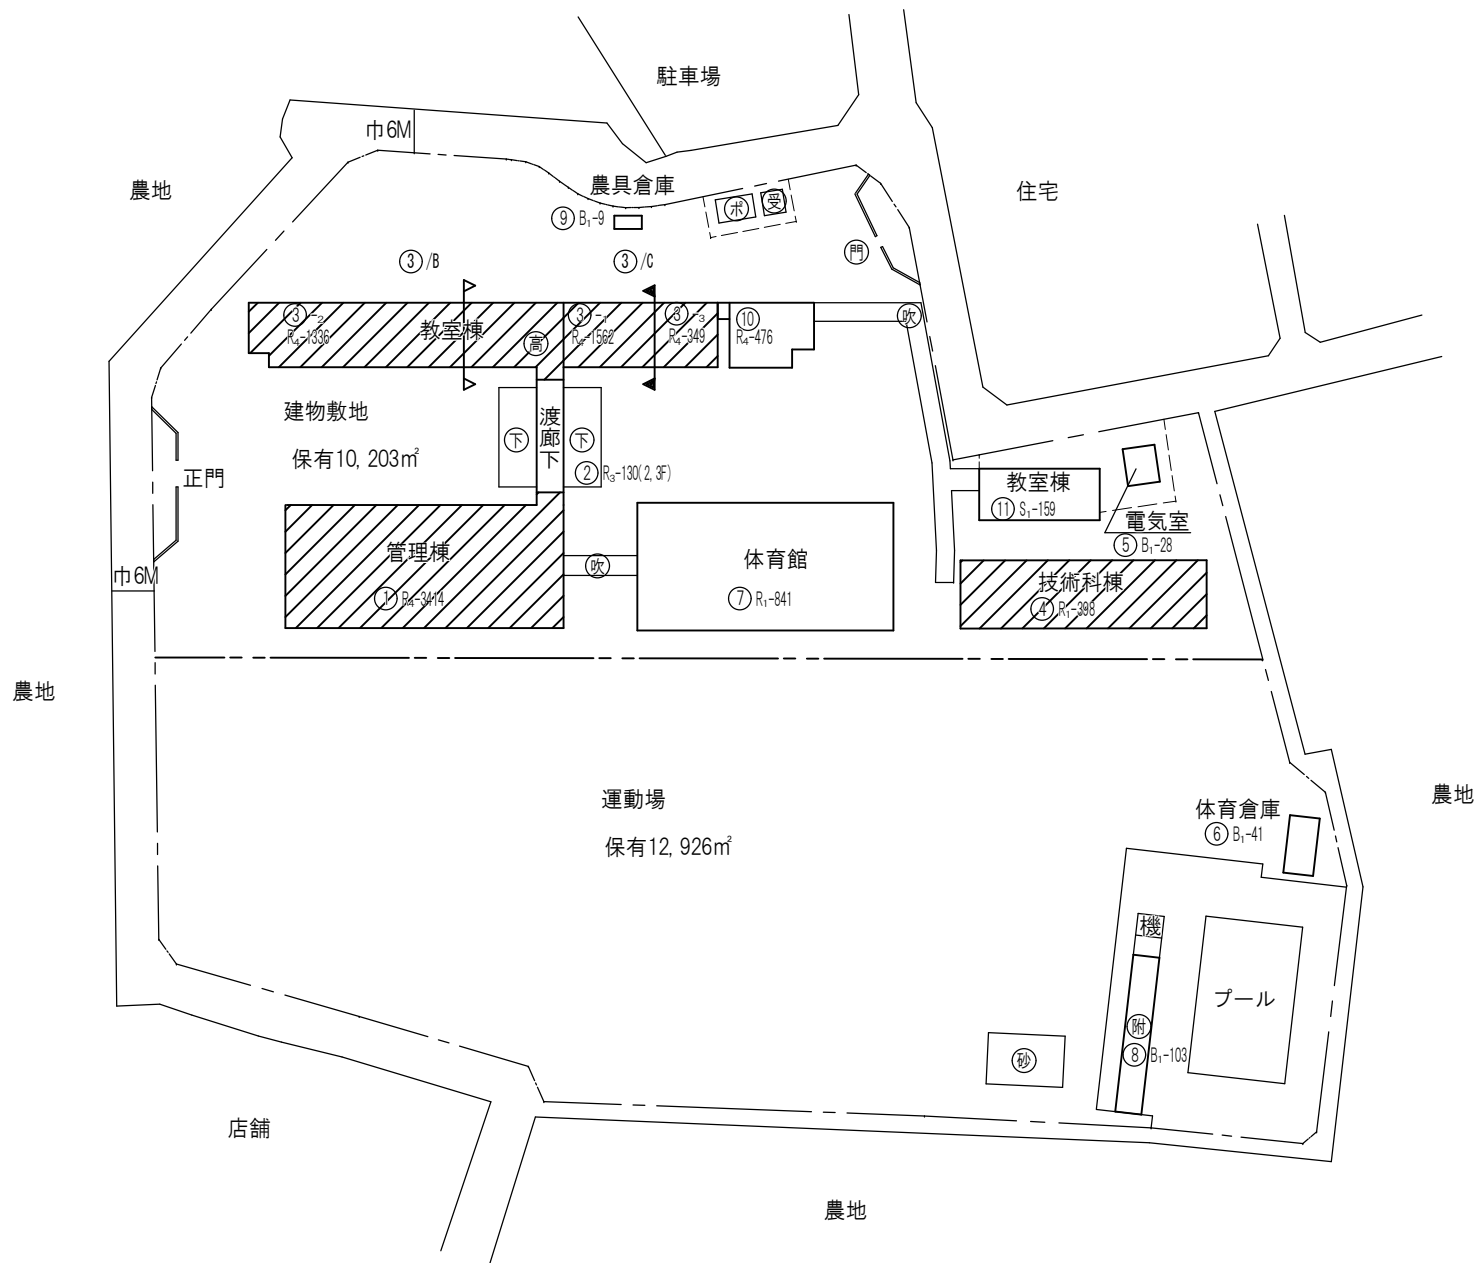 駐車場
巾6M
農地
農具倉庫
⑨ B₁-9
ポ
受
住宅
門
③/B
③/C
③-₂
R₄-1336
教室棟
高
③-₁
R₄-1562
③-₃
R₄-349
⑩
R₄-476
吹
建物敷地
保有10,203㎡
下
渡廊下
下
② R₃-130(2,3F)
正門
教室棟
⑪ S₁-159
電気室
⑤ B₁-28
管理棟
① R₄-3414
吹
体育館
⑦ R₁-841
技術科棟
④ R₁-398
巾6M
農地
運動場
保有12,926㎡
農地
体育倉庫
⑥ B₁-41
機
プール
附
⑧ B₁-103
砂
店舗
農地